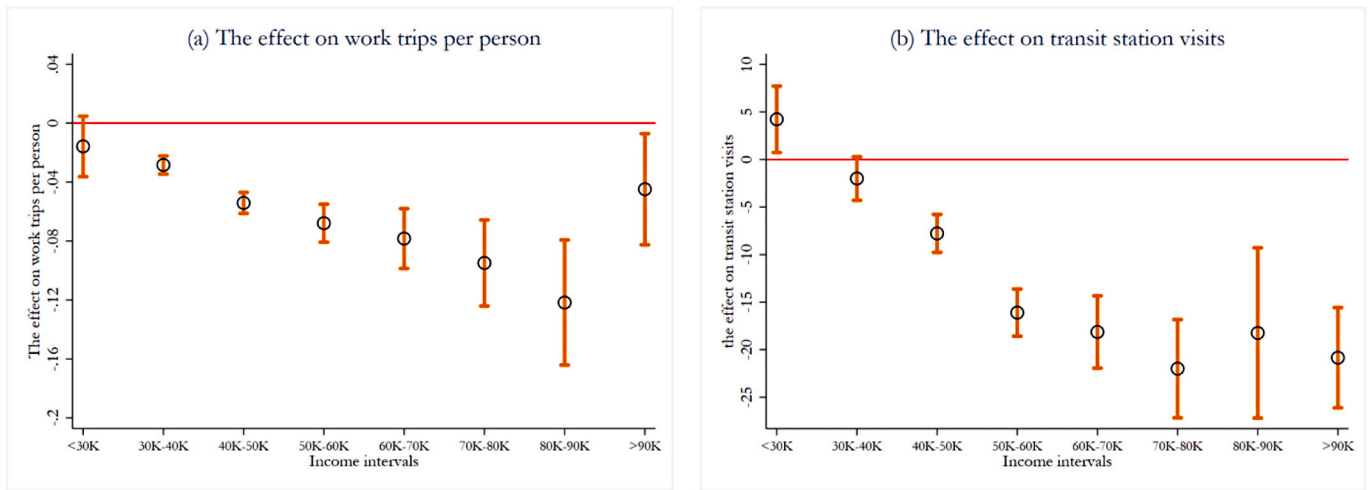 (a) The effect on work trips per person
The effect on work trips per person
.04
0
-.04
-.08
-.12
-.16
-.2
<30K 30K-40K 40K-50K 50K-60K 60K-70K 70K-80K 80K-90K >90K
Income intervals
(b) The effect on transit station visits
the effect on transit station visits
10
5
0
-5
-10
-15
-20
-25
<30K 30K-40K 40K-50K 50K-60K 60K-70K 70K-80K 80K-90K >90K
Income intervals